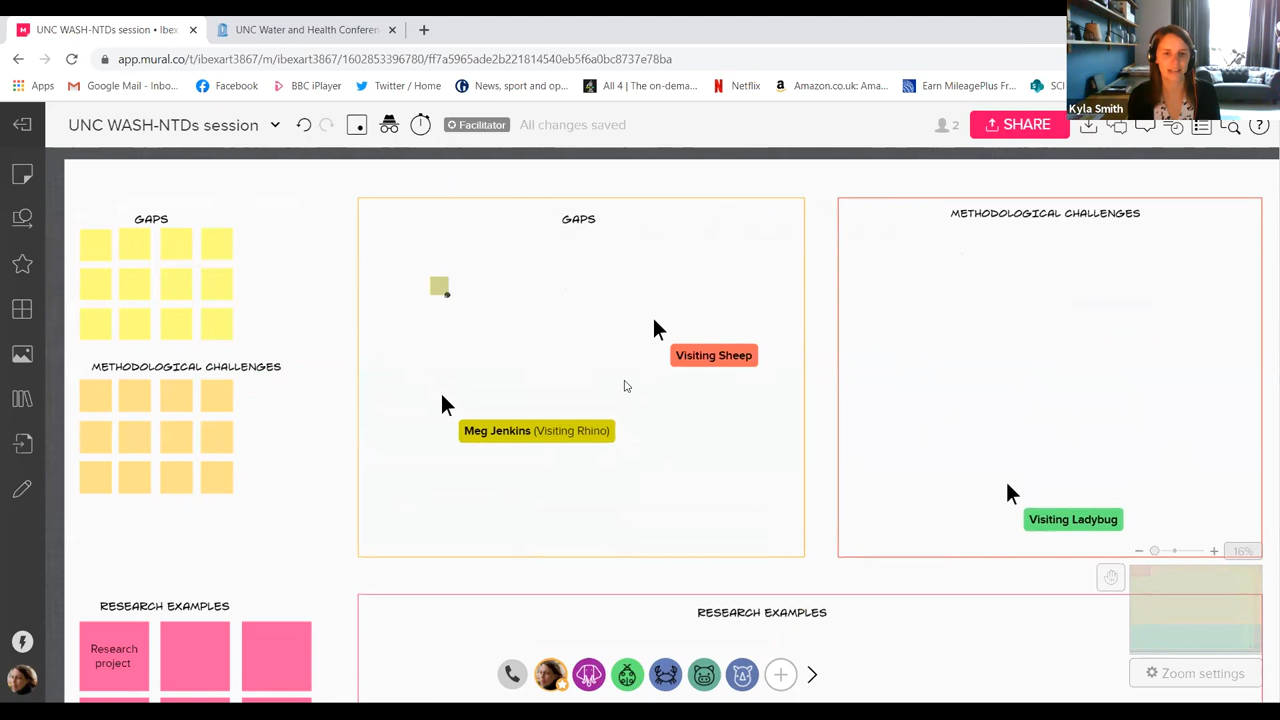 UNC WASH-NTDs session • Ibex
UNC Water and Health Conferen
app.mural.co/t/ibexart3867/m/ibexart3867/1602853396780/ff7a5965ade2b221814540eb5f6a0bc8737e78ba
Apps
Google Mail - Inbo...
Facebook
BBC iPlayer
Twitter / Home
News, sport and op...
All 4 | The on-dema...
Netflix
Amazon.co.uk: Ama...
Earn MileagePlus Fr...
SCI
Kyla Smith
UNC WASH-NTDs session
Facilitator
All changes saved
2
SHARE
GAPS
GAPS
METHODOLOGICAL CHALLENGES
Visiting Sheep
METHODOLOGICAL CHALLENGES
Meg Jenkins (Visiting Rhino)
Visiting Ladybug
16%
RESEARCH EXAMPLES
RESEARCH EXAMPLES
Research
project
Zoom settings